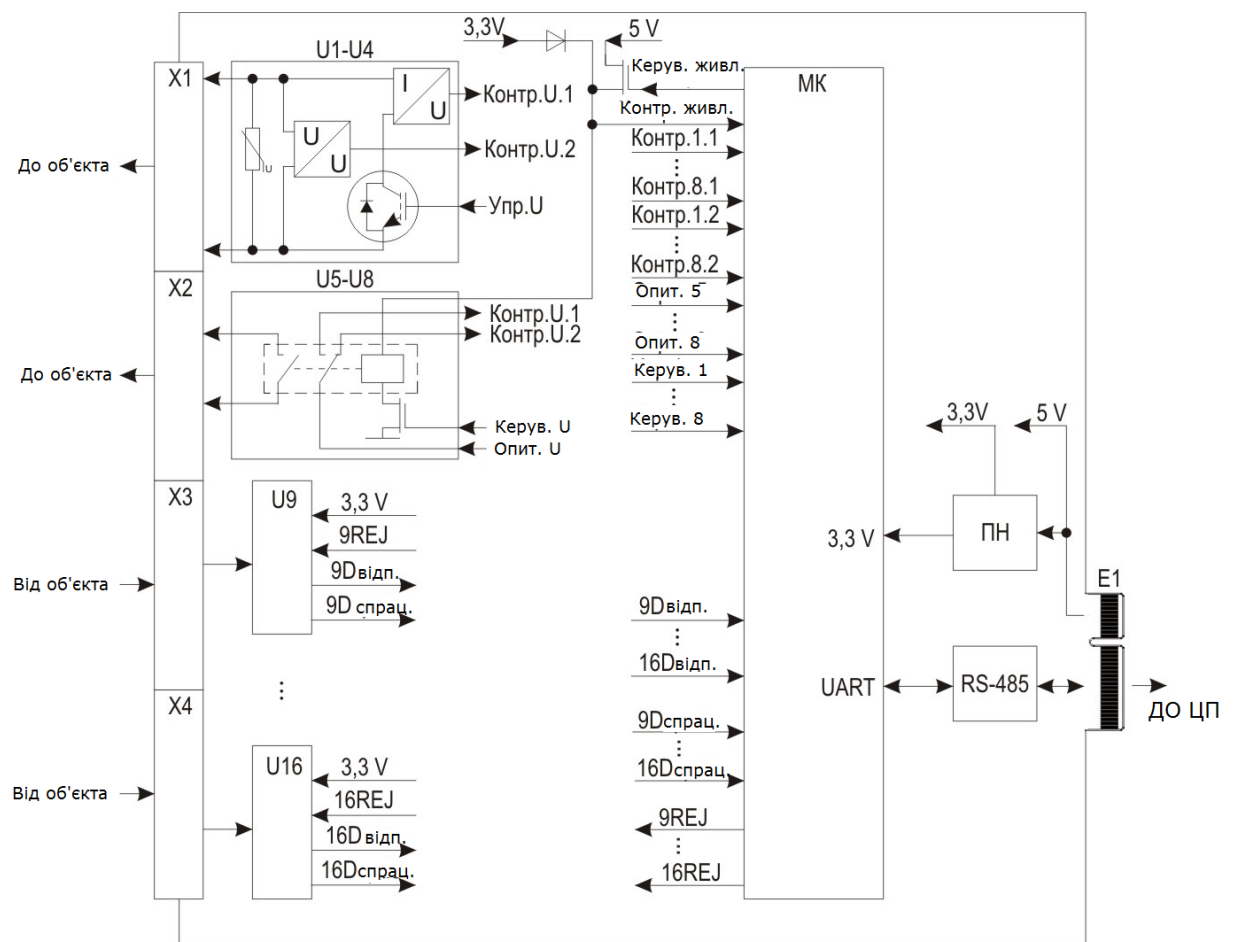 3,3V
5 V
U1-U4
Керув. живл.
X1
I
U
Контр.U.1
МК
Контр. живл.
U
U
Контр.U.2
U
Контр.1.1
До об'єкта
Контр.8.1
Упр.U
Контр.1.2
Контр.8.2
X2
U5-U8
Опит. 5
Контр.U.1
Контр.U.2
Опит. 8
До об'єкта
Керув. 1
Керув. 8
3,3V
5 V
Керув. U
Опит. U
X3
U9
3,3 V
9REJ
3,3 V
ПН
9Dвідп.
Від об'єкта
E1
9D спрац.
9Dвідп.
16Dвідп.
UART
RS-485
ДО ЦП
X4
9Dспрац.
U16
3,3 V
16Dспрац.
Від об'єкта
16REJ
9REJ
16D відп.
16Dспрац.
16REJ